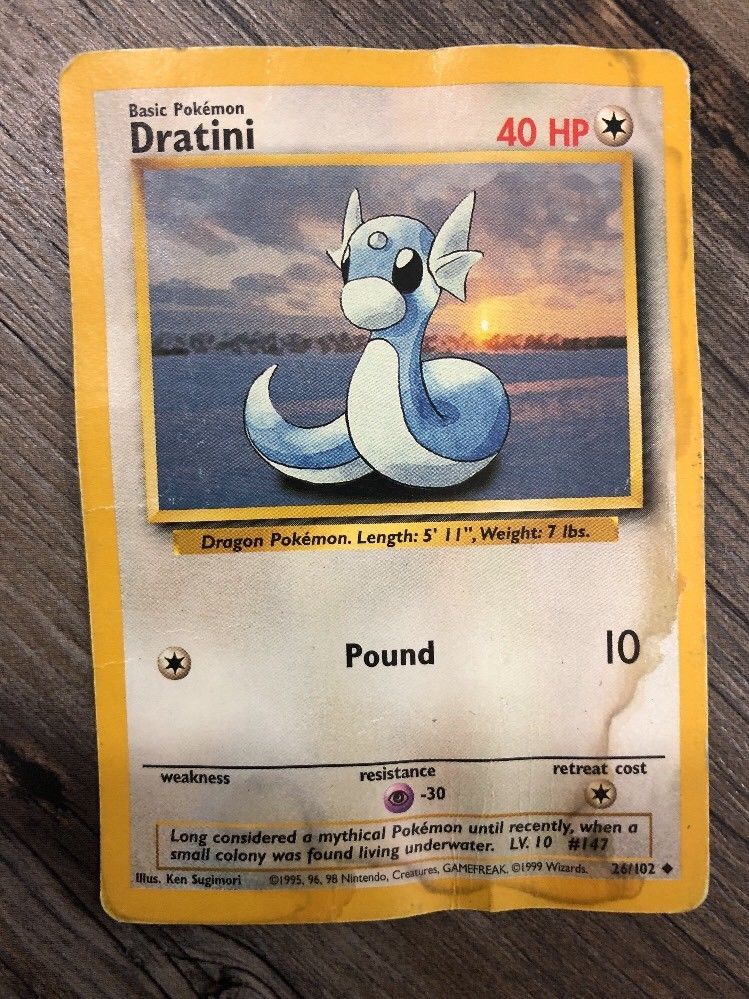 Basic Pokémon
Dratini
40 HP
Dragon Pokémon. Length: 5' 11", Weight: 7 lbs.
Pound 10
weakness resistance retreat cost
-30
Long considered a mythical Pokémon until recently, when a
small colony was found living underwater. LV. 10 #147
Illus. Ken Sugimori ©1995, 96, 98 Nintendo, Creatures, GAMEFREAK. ©1999 Wizards. 26/102